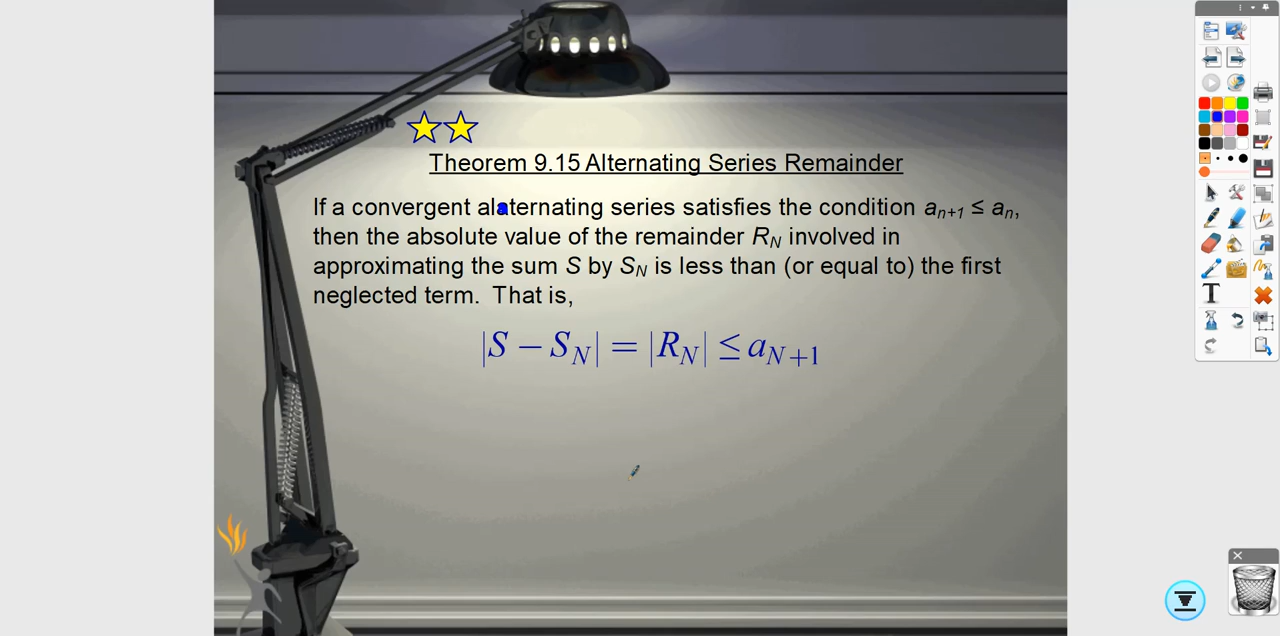 Theorem 9.15 Alternating Series Remainder
If a convergent alaternating series satisfies the condition aₙ₊₁ ≤ aₙ,
then the absolute value of the remainder R_N involved in
approximating the sum S by S_N is less than (or equal to) the first
neglected term. That is,
|S − S_N| = |R_N| ≤ a_{N+1}
T